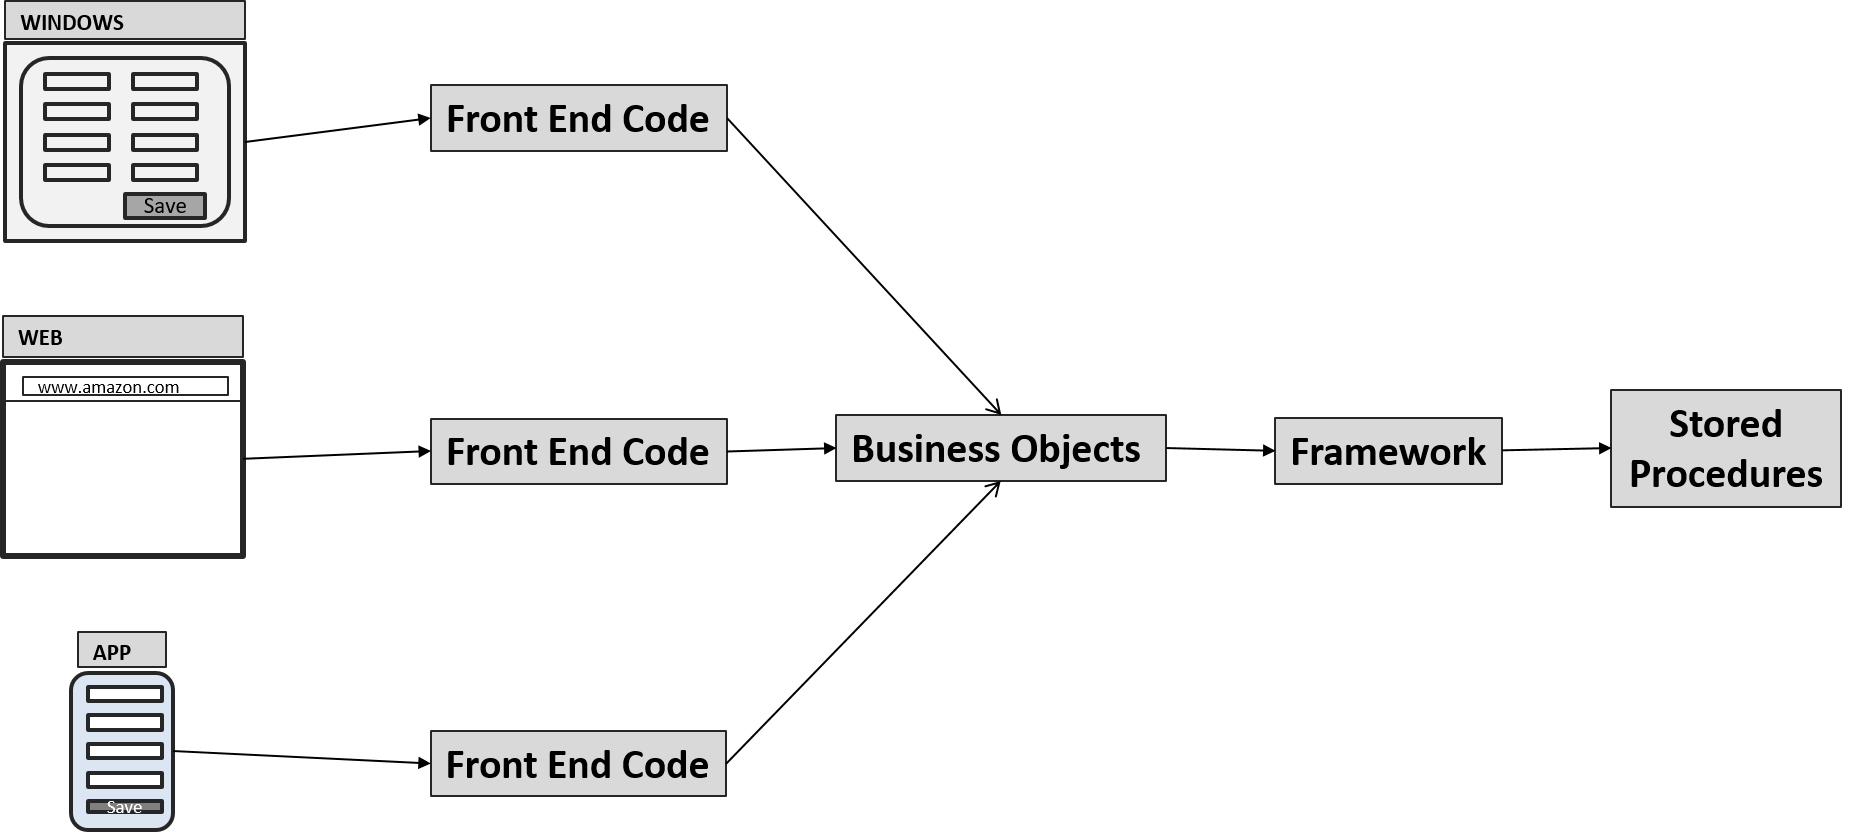 WINDOWS
Save
Front End Code
WEB
www.amazon.com
Front End Code
Business Objects
Framework
Stored
Procedures
APP
Save
Front End Code